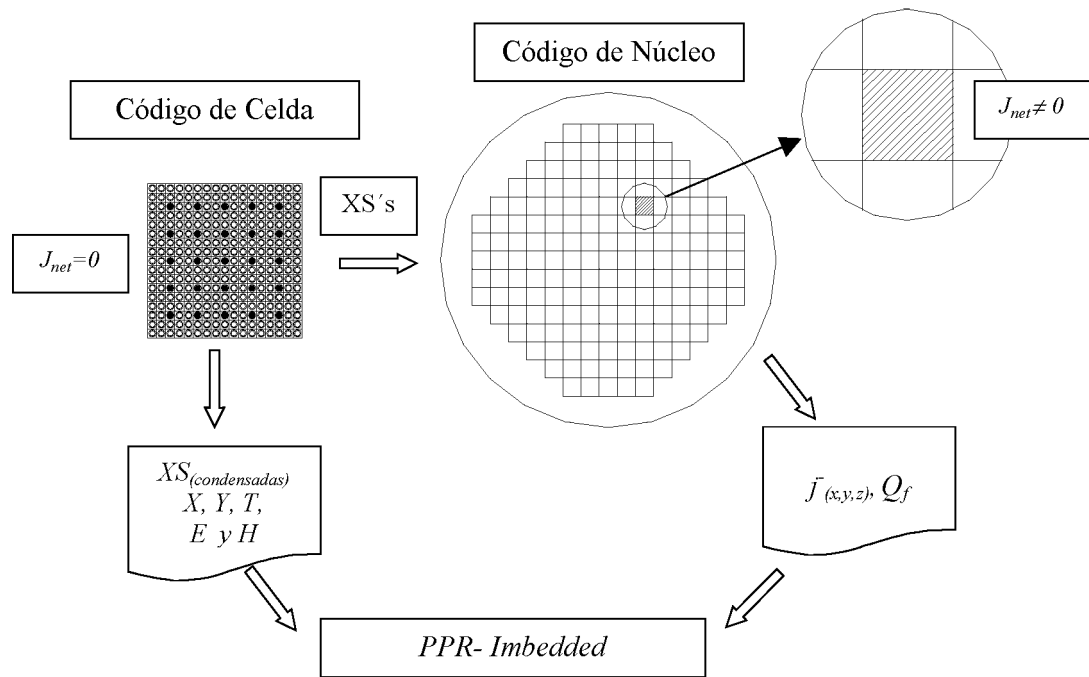 Código de Núcleo
Código de Celda
J_net ≠ 0
XS´s
J_net=0
XS_(condensadas)
X, Y, T,
E y H
j^-_(x,y,z), Q_f
PPR- Imbedded